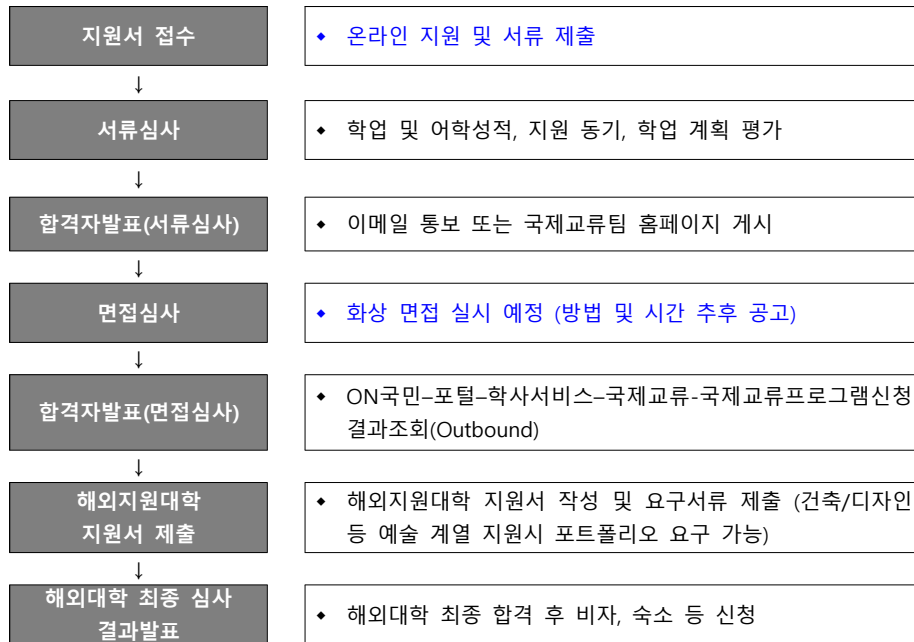 지원서 접수
◆ 온라인 지원 및 서류 제출
↓
서류심사
◆ 학업 및 어학성적, 지원 동기, 학업 계획 평가
↓
합격자발표(서류심사)
◆ 이메일 통보 또는 국제교류팀 홈페이지 게시
↓
면접심사
◆ 화상 면접 실시 예정 (방법 및 시간 추후 공고)
↓
합격자발표(면접심사)
◆ ON국민–포털–학사서비스–국제교류-국제교류프로그램신청
결과조회(Outbound)
↓
해외지원대학
지원서 제출
◆ 해외지원대학 지원서 작성 및 요구서류 제출 (건축/디자인
등 예술 계열 지원시 포트폴리오 요구 가능)
↓
해외대학 최종 심사
결과발표
◆ 해외대학 최종 합격 후 비자, 숙소 등 신청